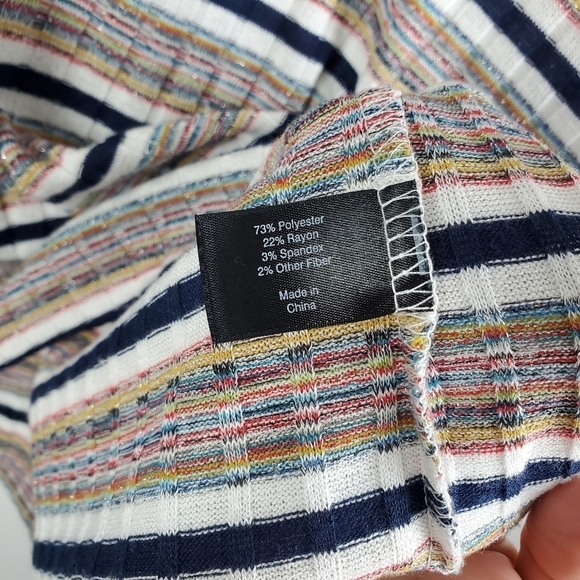 73% Polyester
22% Rayon
3% Spandex
2% Other Fiber
Made in
China